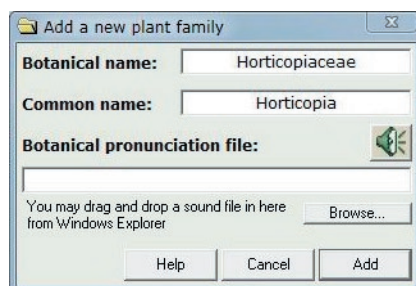 Add a new plant family
Botanical name: Horticopiaceae
Common name: Horticopia
Botanical pronunciation file:
You may drag and drop a sound file in here
from Windows Explorer
Browse...
Help Cancel Add